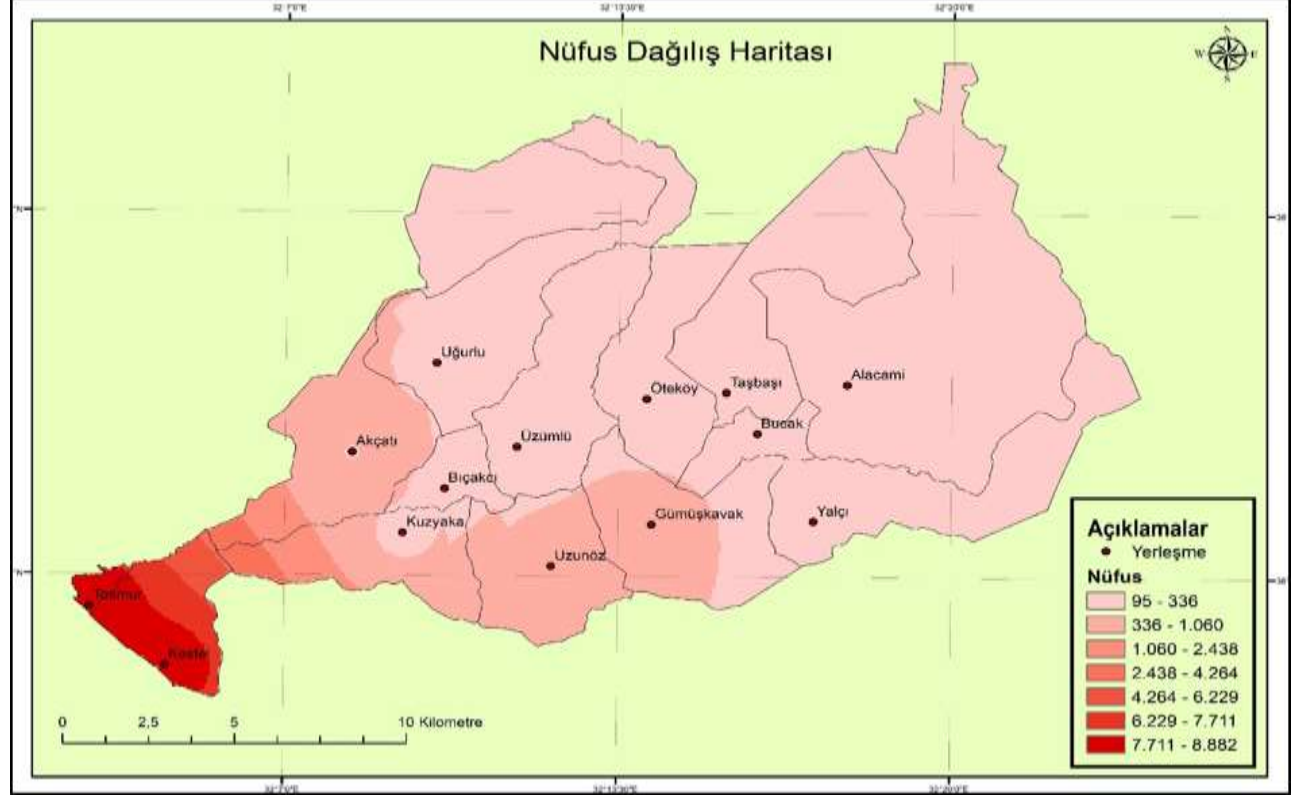 Nüfus Dağılış Haritası
N
W E
S
Uğurlu
Öteköy
Taşbaşı
Alacami
Bucak
Akçatı
Üzümlü
Bıçakcı
Kuzyaka
Gümüşkavak
Yalçı
Uzunöz
Tosmur
Kestel
0 2,5 5 10 Kilometre
Açıklamalar
Yerleşme
Nüfus
95 - 336
336 - 1.060
1.060 - 2.438
2.438 - 4.264
4.264 - 6.229
6.229 - 7.711
7.711 - 8.882